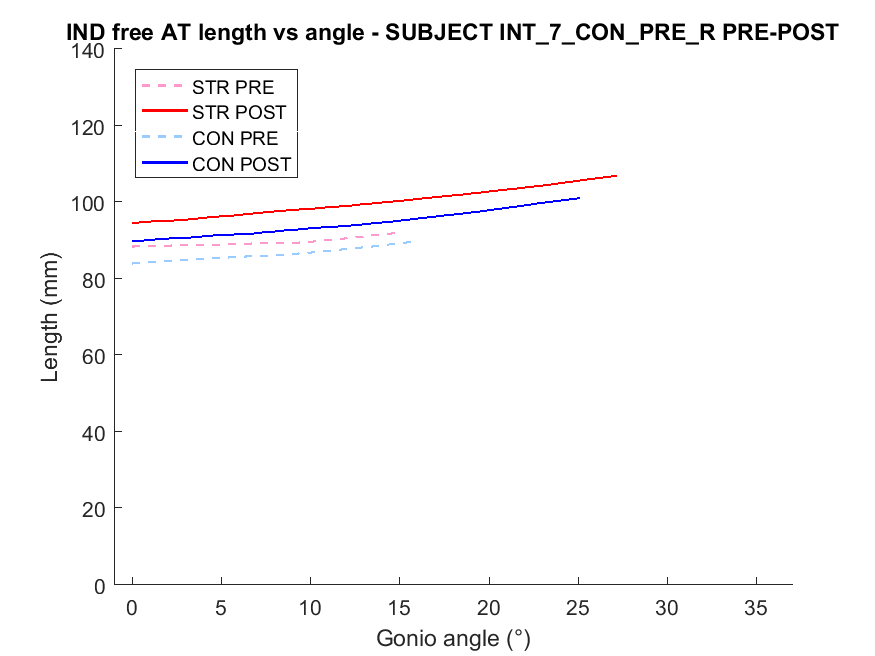 IND free AT length vs angle - SUBJECT INT_7_CON_PRE_R PRE-POST
140
120
100
80
60
40
20
0
Length (mm)
STR PRE
STR POST
CON PRE
CON POST
0 5 10 15 20 25 30 35
Gonio angle (°)